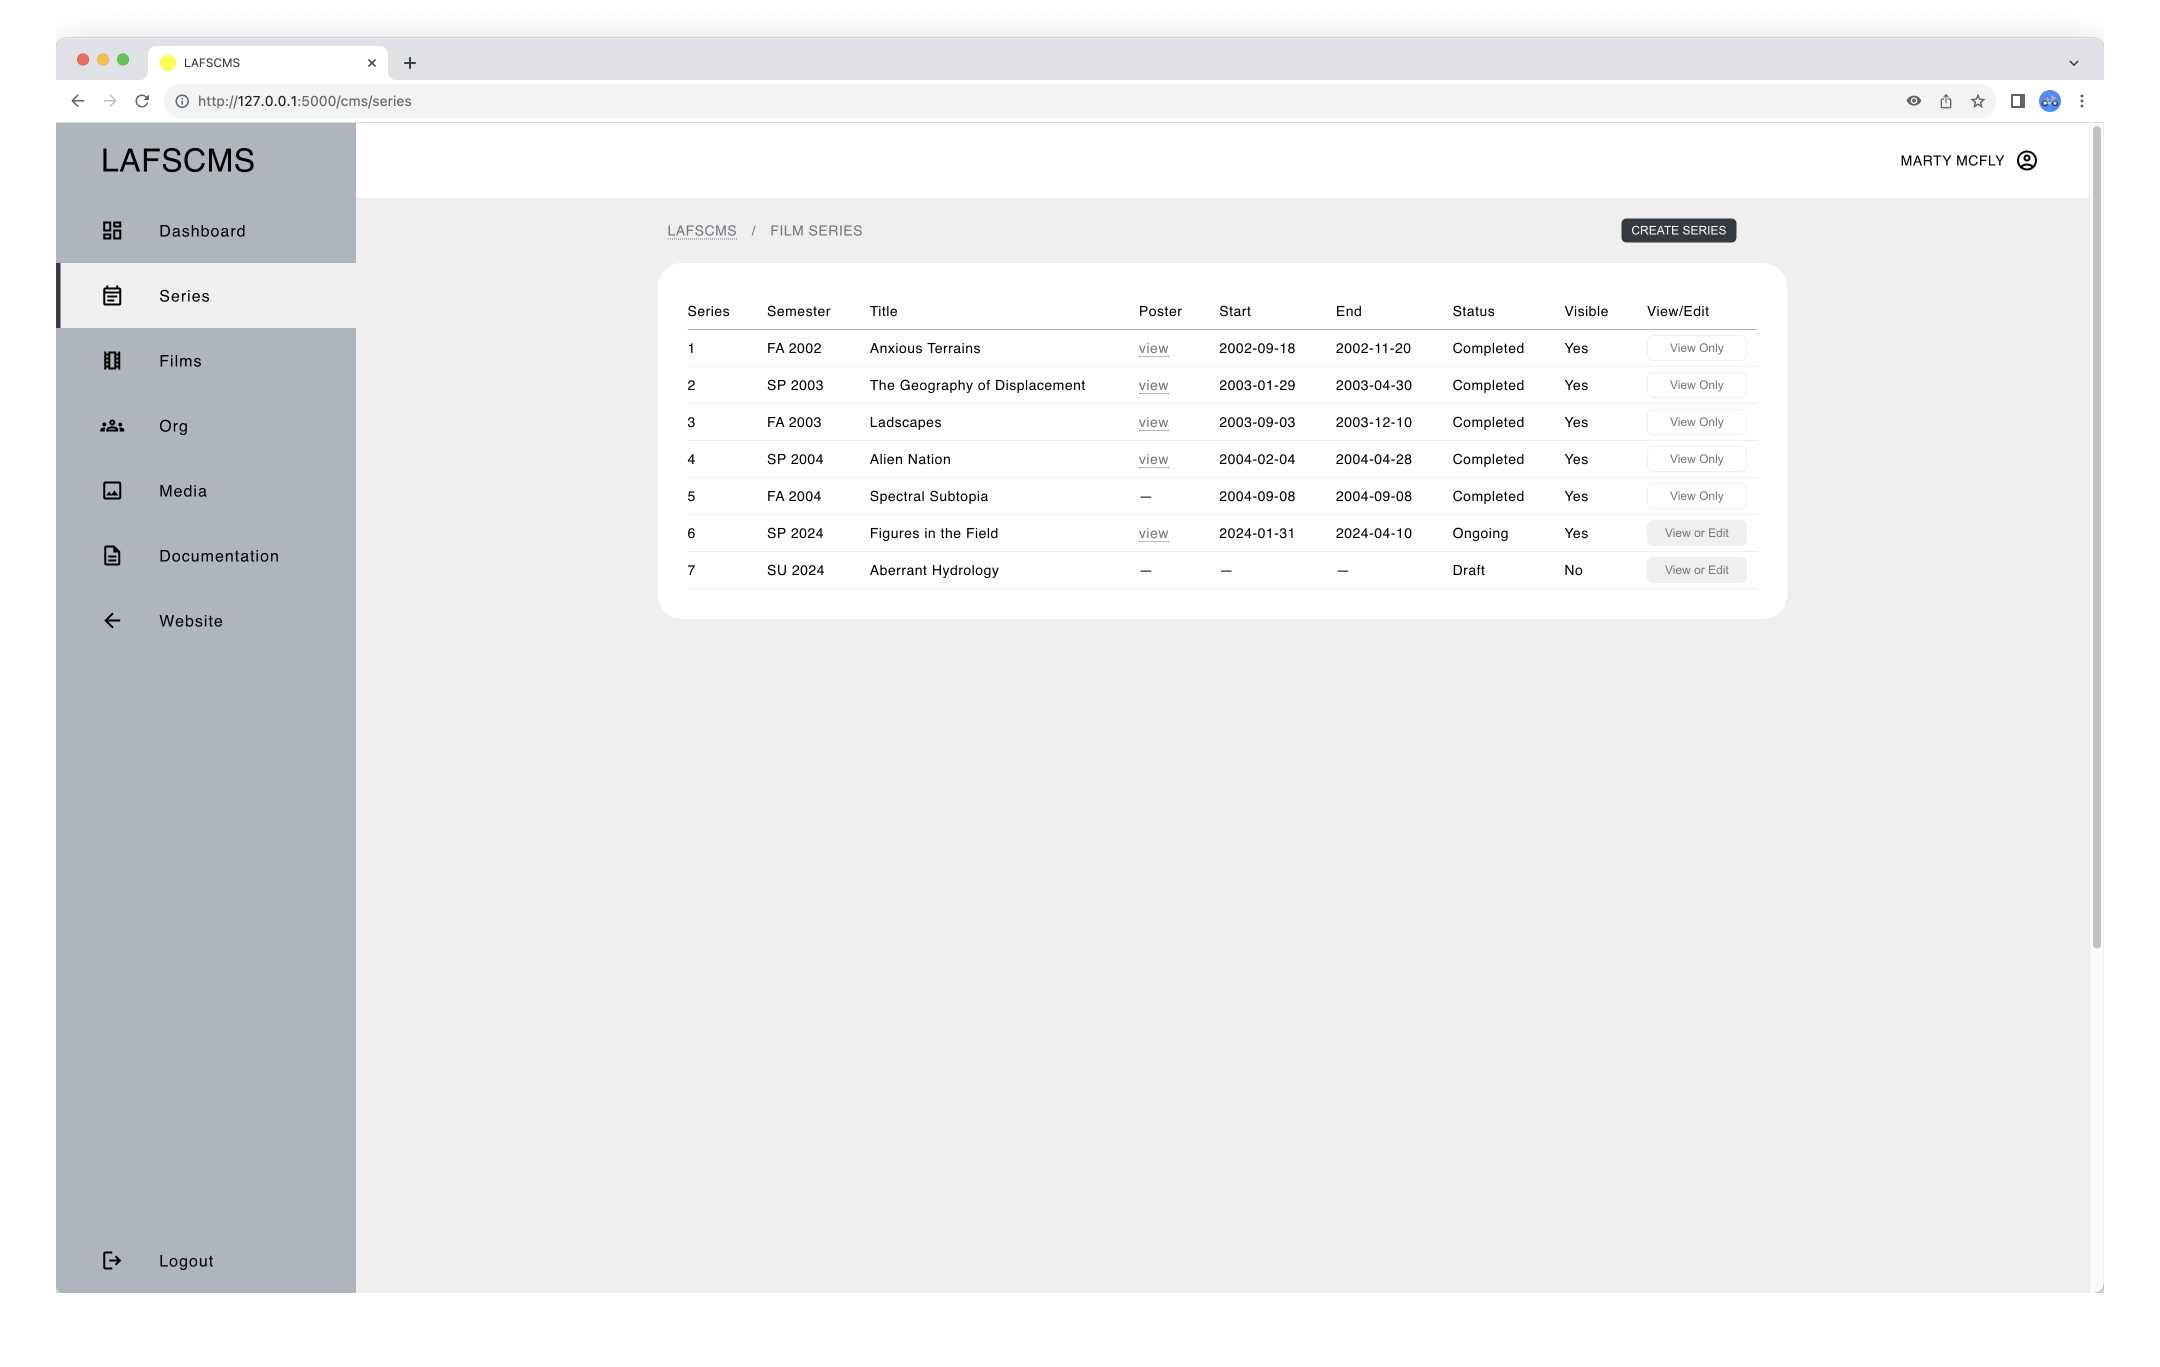 LAFSCMS
http://127.0.0.1:5000/cms/series
LAFSCMS
MARTY MCFLY
Dashboard
Series
Films
Org
Media
Documentation
Website
Logout
LAFSCMS / FILM SERIES
CREATE SERIES
Series Semester Title Poster Start End Status Visible View/Edit
1 FA 2002 Anxious Terrains view 2002-09-18 2002-11-20 Completed Yes View Only
2 SP 2003 The Geography of Displacement view 2003-01-29 2003-04-30 Completed Yes View Only
3 FA 2003 Ladscapes view 2003-09-03 2003-12-10 Completed Yes View Only
4 SP 2004 Alien Nation view 2004-02-04 2004-04-28 Completed Yes View Only
5 FA 2004 Spectral Subtopia — 2004-09-08 2004-09-08 Completed Yes View Only
6 SP 2024 Figures in the Field view 2024-01-31 2024-04-10 Ongoing Yes View or Edit
7 SU 2024 Aberrant Hydrology — — — Draft No View or Edit